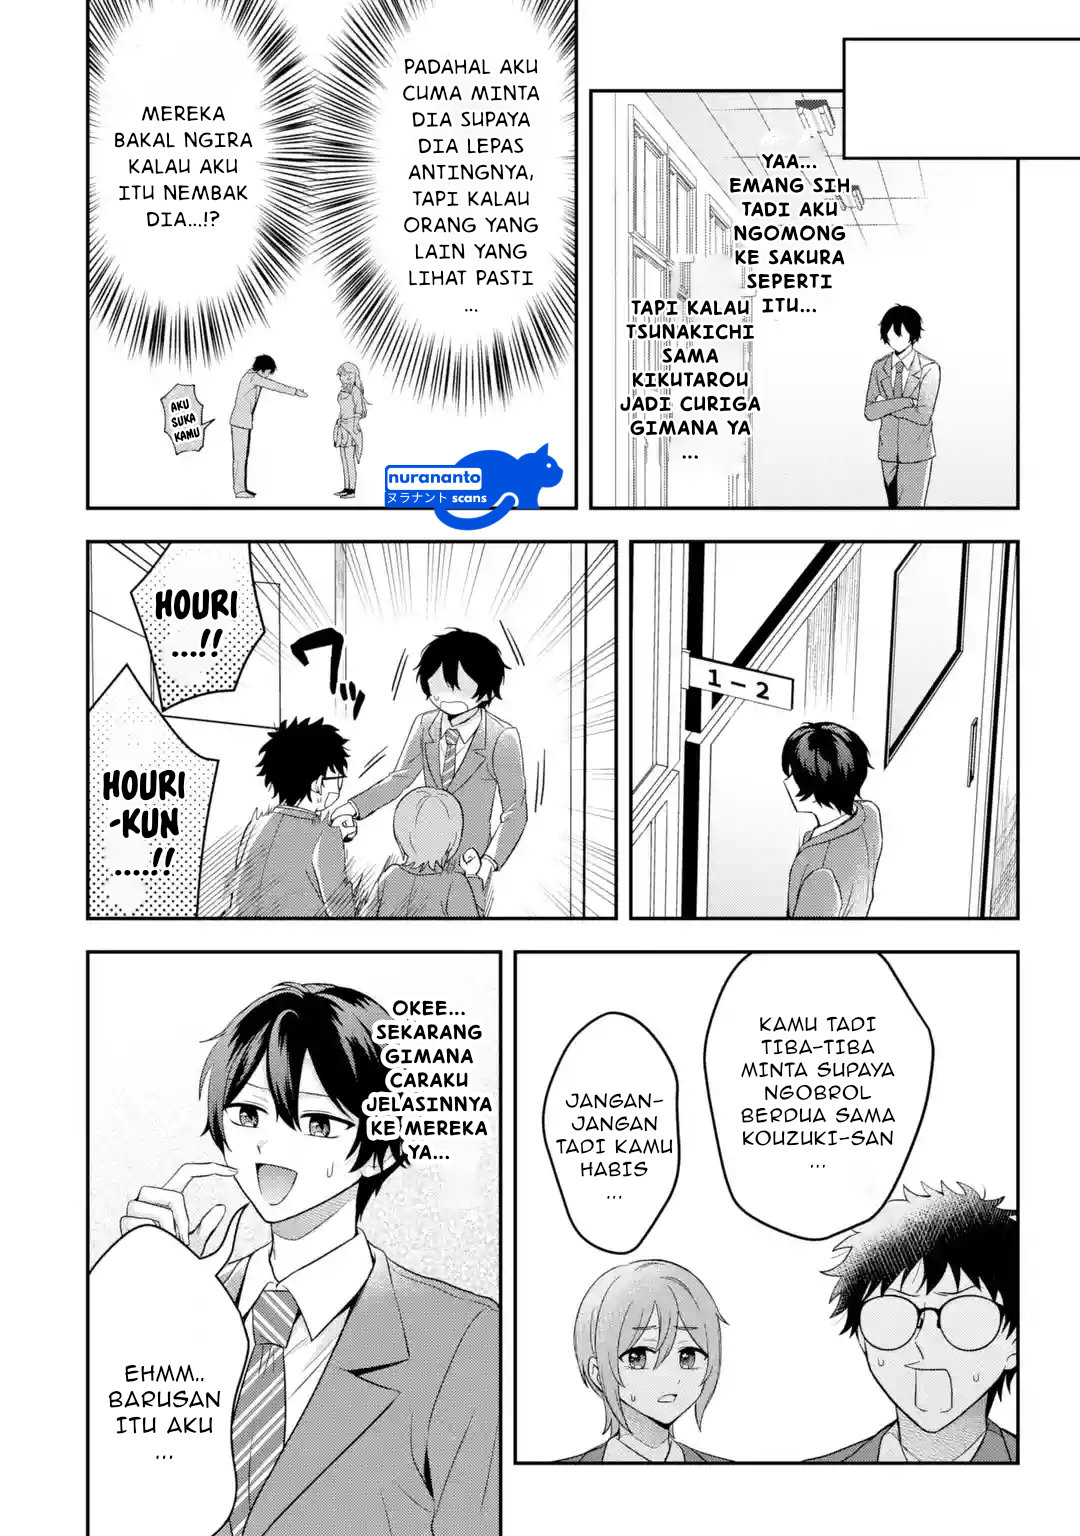 YAA...
EMANG SIH
TADI AKU
NGOMONG
KE SAKURA
SEPERTI
ITU...
TAPI KALAU
TSUNAKICHI
SAMA
KIKUTAROU
JADI CURIGA
GIMANA YA
...
PADAHAL AKU
CUMA MINTA
DIA SUPAYA
DIA LEPAS
ANTINGNYA,
TAPI KALAU
ORANG YANG
LAIN YANG
LIHAT PASTI
...
MEREKA
BAKAL NGIRA
KALAU AKU
ITU NEMBAK
DIA...!?
AKU
SUKA
KAMU
nurananto
ヌラナント scans
1-2
HOURI
...!!
HOURI
-KUN
.....!!
KAMU TADI
TIBA-TIBA
MINTA SUPAYA
NGOBROL
BERDUA SAMA
KOUZUKI-SAN
...
JANGAN-
JANGAN
TADI KAMU
HABIS
...
OKEE...
SEKARANG
GIMANA
CARAKU
JELASINNYA
KE MEREKA
YA...
EHMM..
BARUSAN
ITU AKU
...